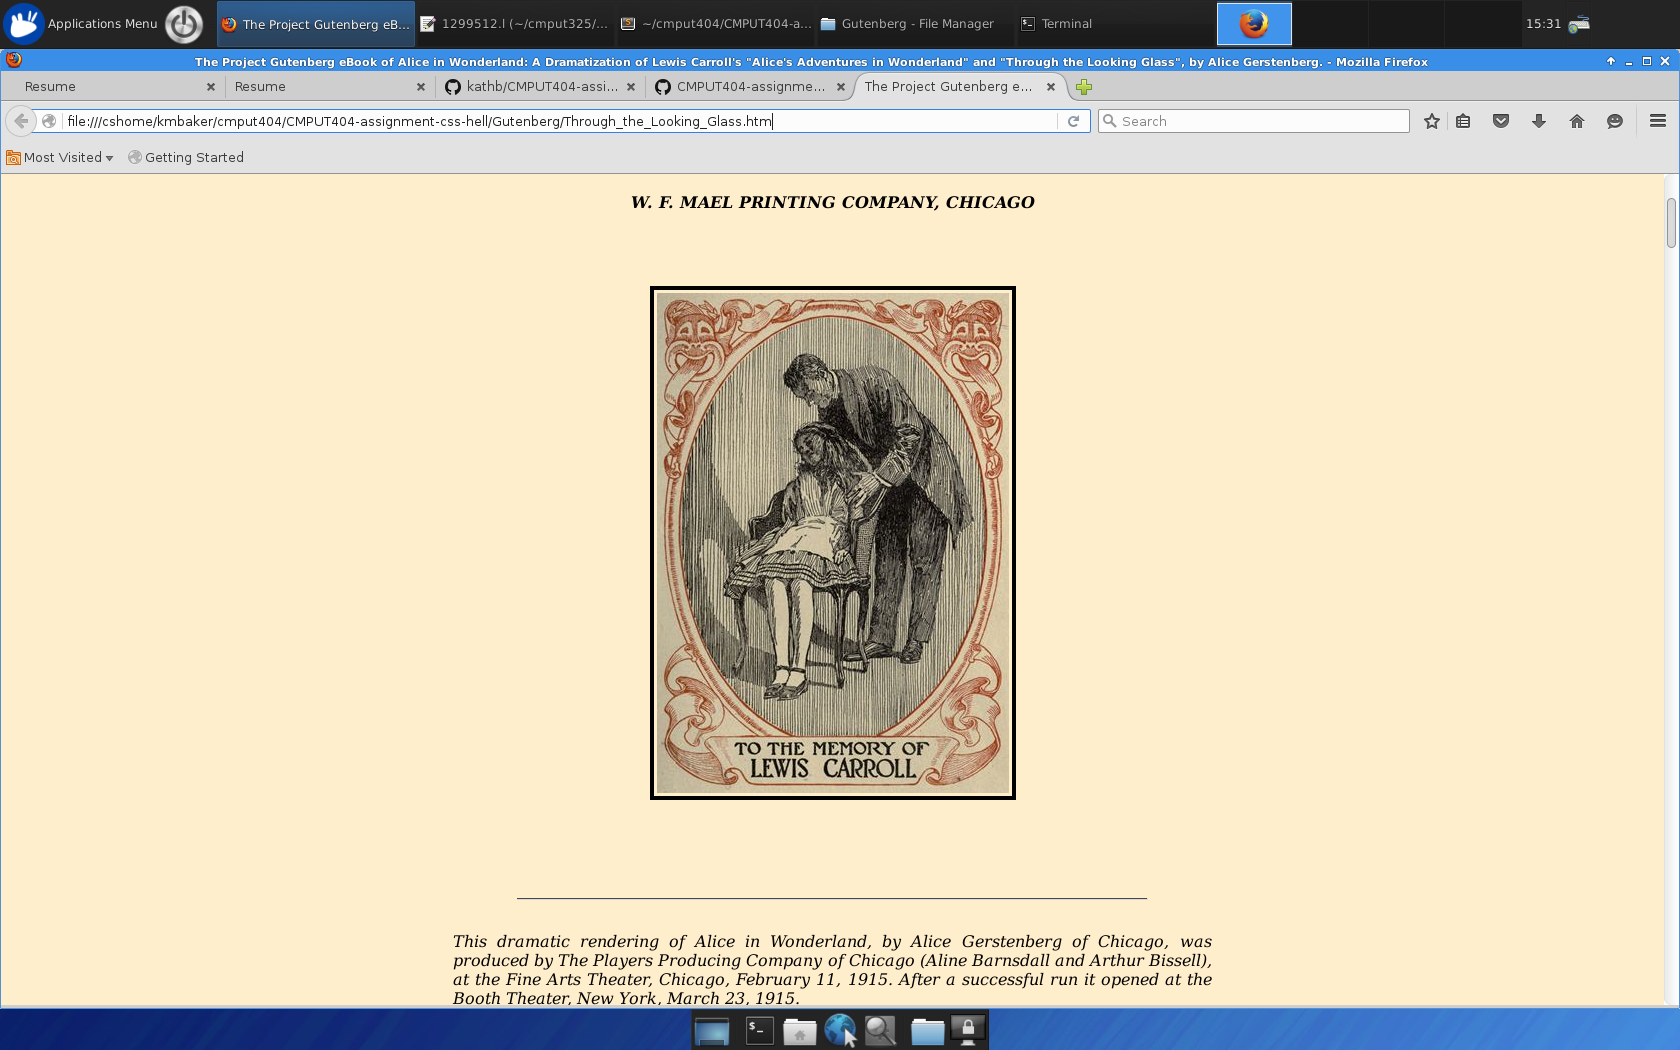 Applications Menu
The Project Gutenberg eB...
1299512.l (~/cmput325/...
~/cmput404/CMPUT404-a...
Gutenberg - File Manager
Terminal
15:31
The Project Gutenberg eBook of Alice in Wonderland: A Dramatization of Lewis Carroll's "Alice's Adventures in Wonderland" and "Through the Looking Glass", by Alice Gerstenberg. - Mozilla Firefox
Resume
Resume
kathb/CMPUT404-assi...
CMPUT404-assignme...
The Project Gutenberg e...
file:///cshome/kmbaker/cmput404/CMPUT404-assignment-css-hell/Gutenberg/Through_the_Looking_Glass.htm
Search
Most Visited
Getting Started
W. F. MAEL PRINTING COMPANY, CHICAGO
TO THE MEMORY OF
LEWIS CARROLL
This dramatic rendering of Alice in Wonderland, by Alice Gerstenberg of Chicago, was
produced by The Players Producing Company of Chicago (Aline Barnsdall and Arthur Bissell),
at the Fine Arts Theater, Chicago, February 11, 1915. After a successful run it opened at the
Booth Theater, New York, March 23, 1915.
$_